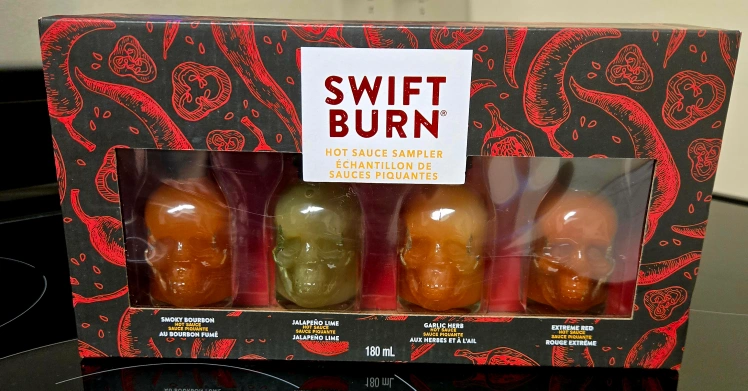 SWIFT
BURN®
HOT SAUCE SAMPLER
ÉCHANTILLON DE
SAUCES PIQUANTES
SMOKY BOURBON
HOT SAUCE
SAUCE PIQUANTE
AU BOURBON FUMÉ
JALAPEÑO LIME
HOT SAUCE
SAUCE PIQUANTE
JALAPEÑO LIME
GARLIC HERB
HOT SAUCE
SAUCE PIQUANTE
AUX HERBES ET À L'AIL
EXTREME RED
HOT SAUCE
SAUCE PIQUANTE
ROUGE EXTRÊME
180 mL